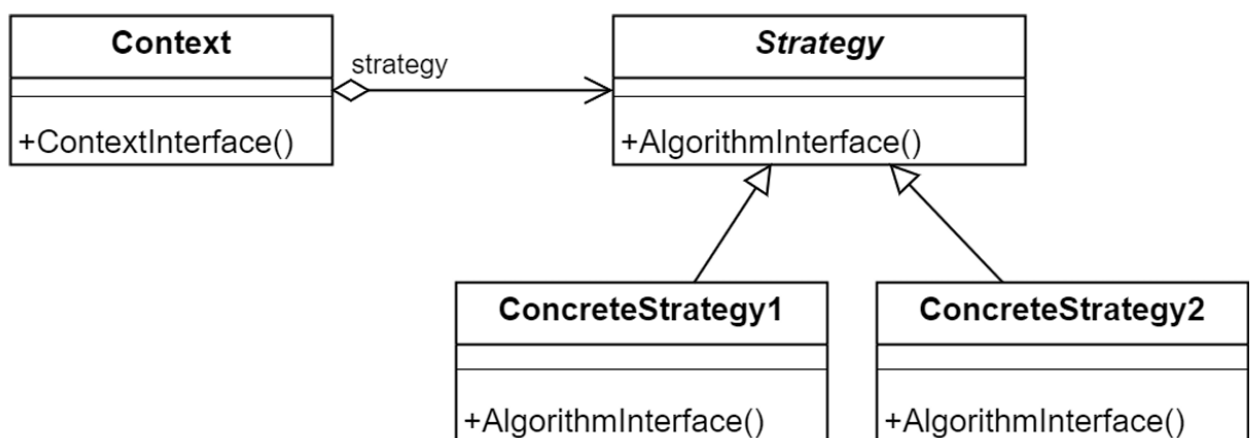 Context
strategy
Strategy
+ContextInterface()
+AlgorithmInterface()
ConcreteStrategy1
ConcreteStrategy2
+AlgorithmInterface()
+AlgorithmInterface()